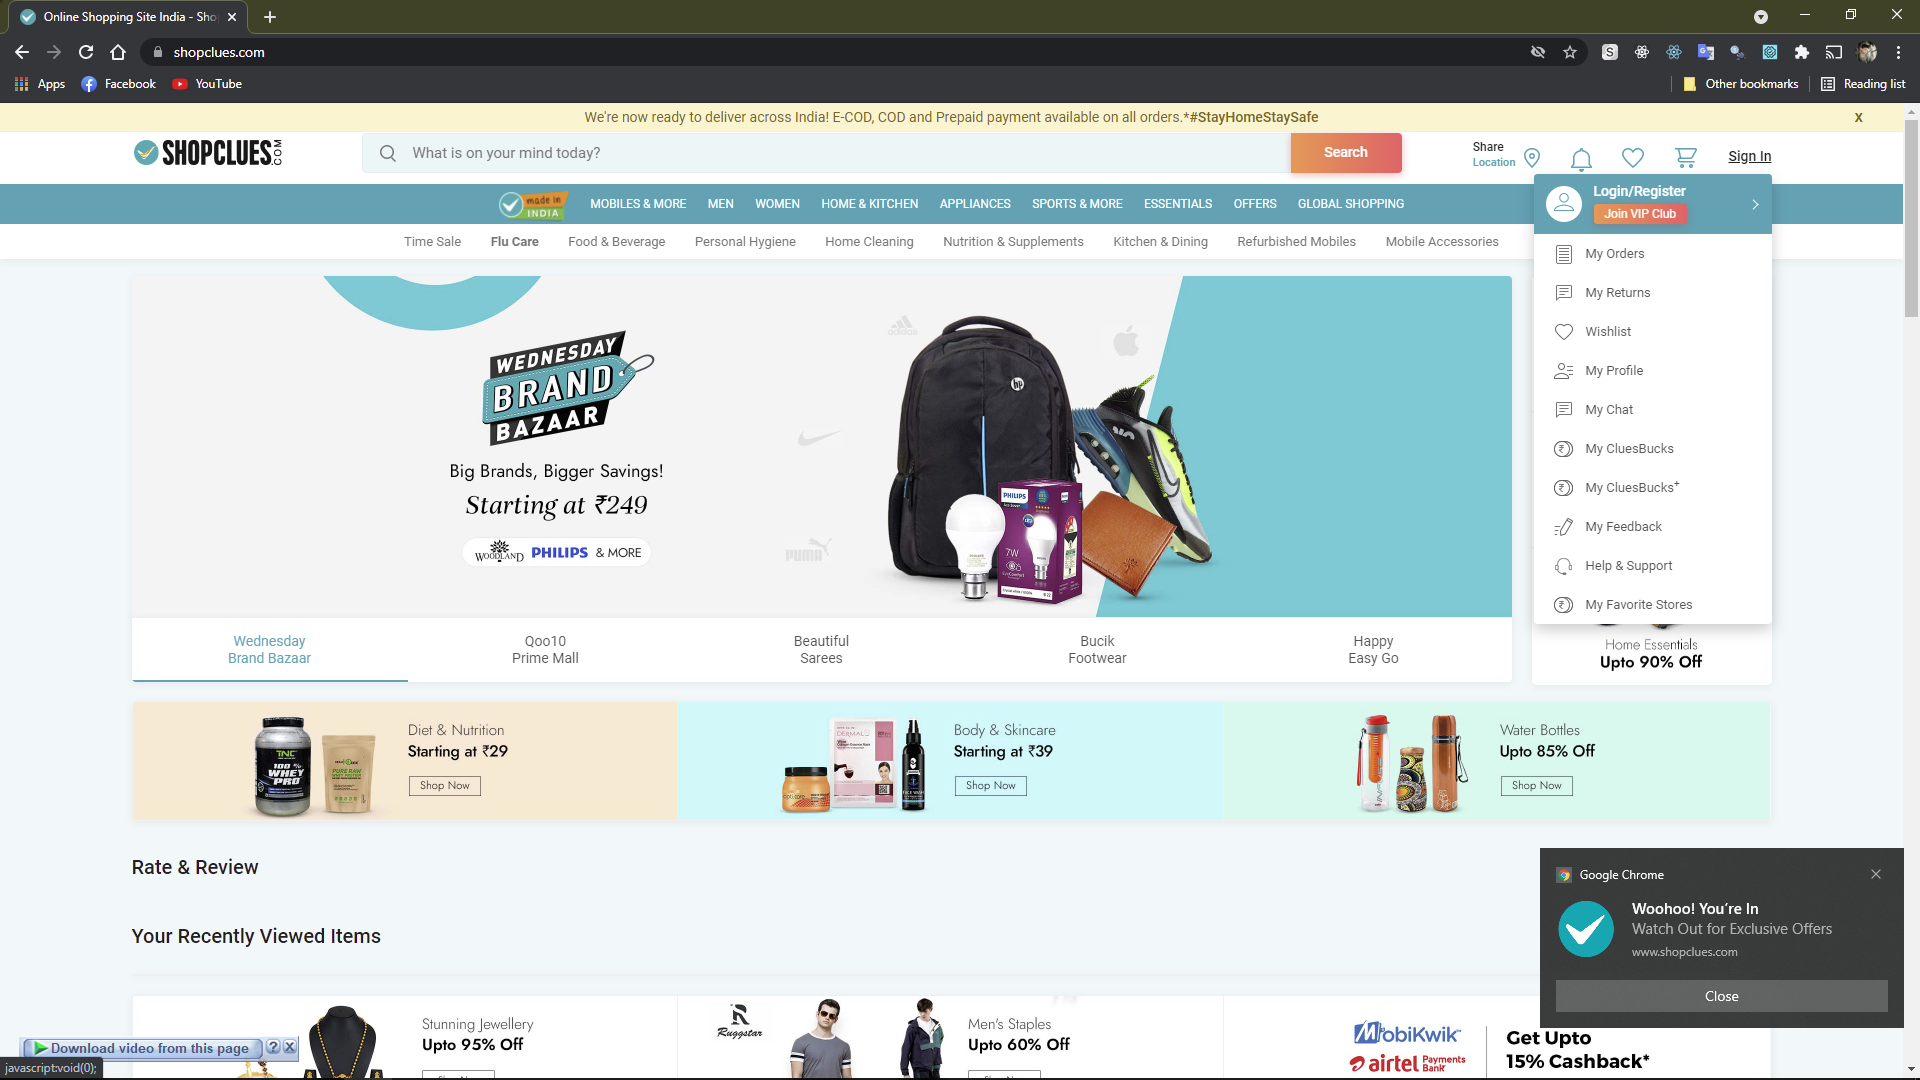 Online Shopping Site India - Sho
shopclues.com
Apps
Facebook
YouTube
Other bookmarks
Reading list
We're now ready to deliver across India! E-COD, COD and Prepaid payment available on all orders.*#StayHomeStaySafe
X
SHOPCLUES.COM
What is on your mind today?
Search
Share
Location
Sign In
made in
INDIA
MOBILES & MORE
MEN
WOMEN
HOME & KITCHEN
APPLIANCES
SPORTS & MORE
ESSENTIALS
OFFERS
GLOBAL SHOPPING
Login/Register
Join VIP Club
Time Sale
Flu Care
Food & Beverage
Personal Hygiene
Home Cleaning
Nutrition & Supplements
Kitchen & Dining
Refurbished Mobiles
Mobile Accessories
My Orders
My Returns
Wishlist
My Profile
My Chat
My CluesBucks
My CluesBucks+
My Feedback
Help & Support
My Favorite Stores
WEDNESDAY
BRAND
BAZAAR
Big Brands, Bigger Savings!
Starting at ₹249
WOODLAND PHILIPS & MORE
adidas
hp
PUMA
PHILIPS
7W
Home Essentials
Upto 90% Off
Wednesday
Brand Bazaar
Qoo10
Prime Mall
Beautiful
Sarees
Bucik
Footwear
Happy
Easy Go
TNC
100 %
WHEY
PRO
Diet & Nutrition
Starting at ₹29
Shop Now
DERMAL
Body & Skincare
Starting at ₹39
Shop Now
Water Bottles
Upto 85% Off
Shop Now
Rate & Review
Your Recently Viewed Items
Google Chrome
Woohoo! You're In
Watch Out for Exclusive Offers
www.shopclues.com
Close
Stunning Jewellery
Upto 95% Off
Ruggstar
Men's Staples
Upto 60% Off
MobiKwik
airtel Payments
Bank
Get Upto
15% Cashback*
Download video from this page
?
javascript:void(0);